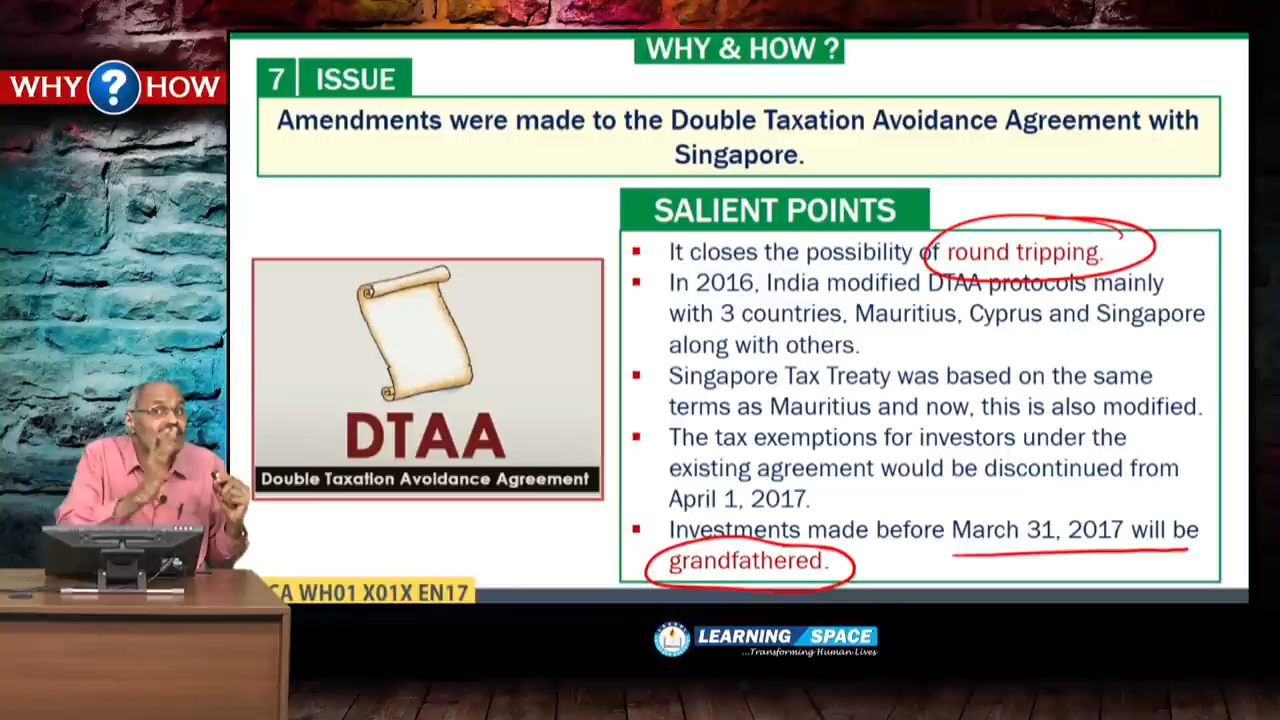 WHY ? HOW
WHY & HOW ?
7 ISSUE
Amendments were made to the Double Taxation Avoidance Agreement with
Singapore.
SALIENT POINTS
It closes the possibility of round tripping.
In 2016, India modified DTAA protocols mainly
with 3 countries, Mauritius, Cyprus and Singapore
along with others.
Singapore Tax Treaty was based on the same
terms as Mauritius and now, this is also modified.
The tax exemptions for investors under the
existing agreement would be discontinued from
April 1, 2017.
Investments made before March 31, 2017 will be
grandfathered.
DTAA
Double Taxation Avoidance Agreement
CA WH01 X01X EN17
LEARNING SPACE
...Transforming Human Lives